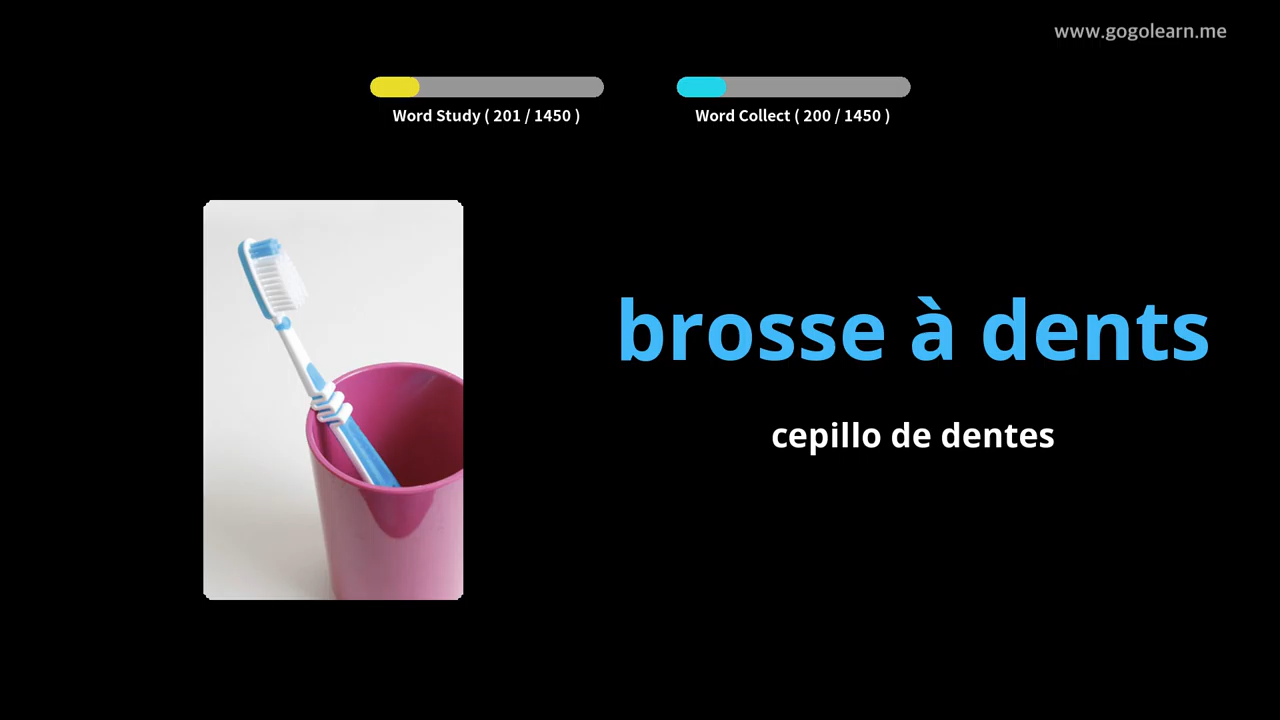 www.gogolearn.me
Word Study ( 201 / 1450 )
Word Collect ( 200 / 1450 )
brosse à dents
cepillo de dentes